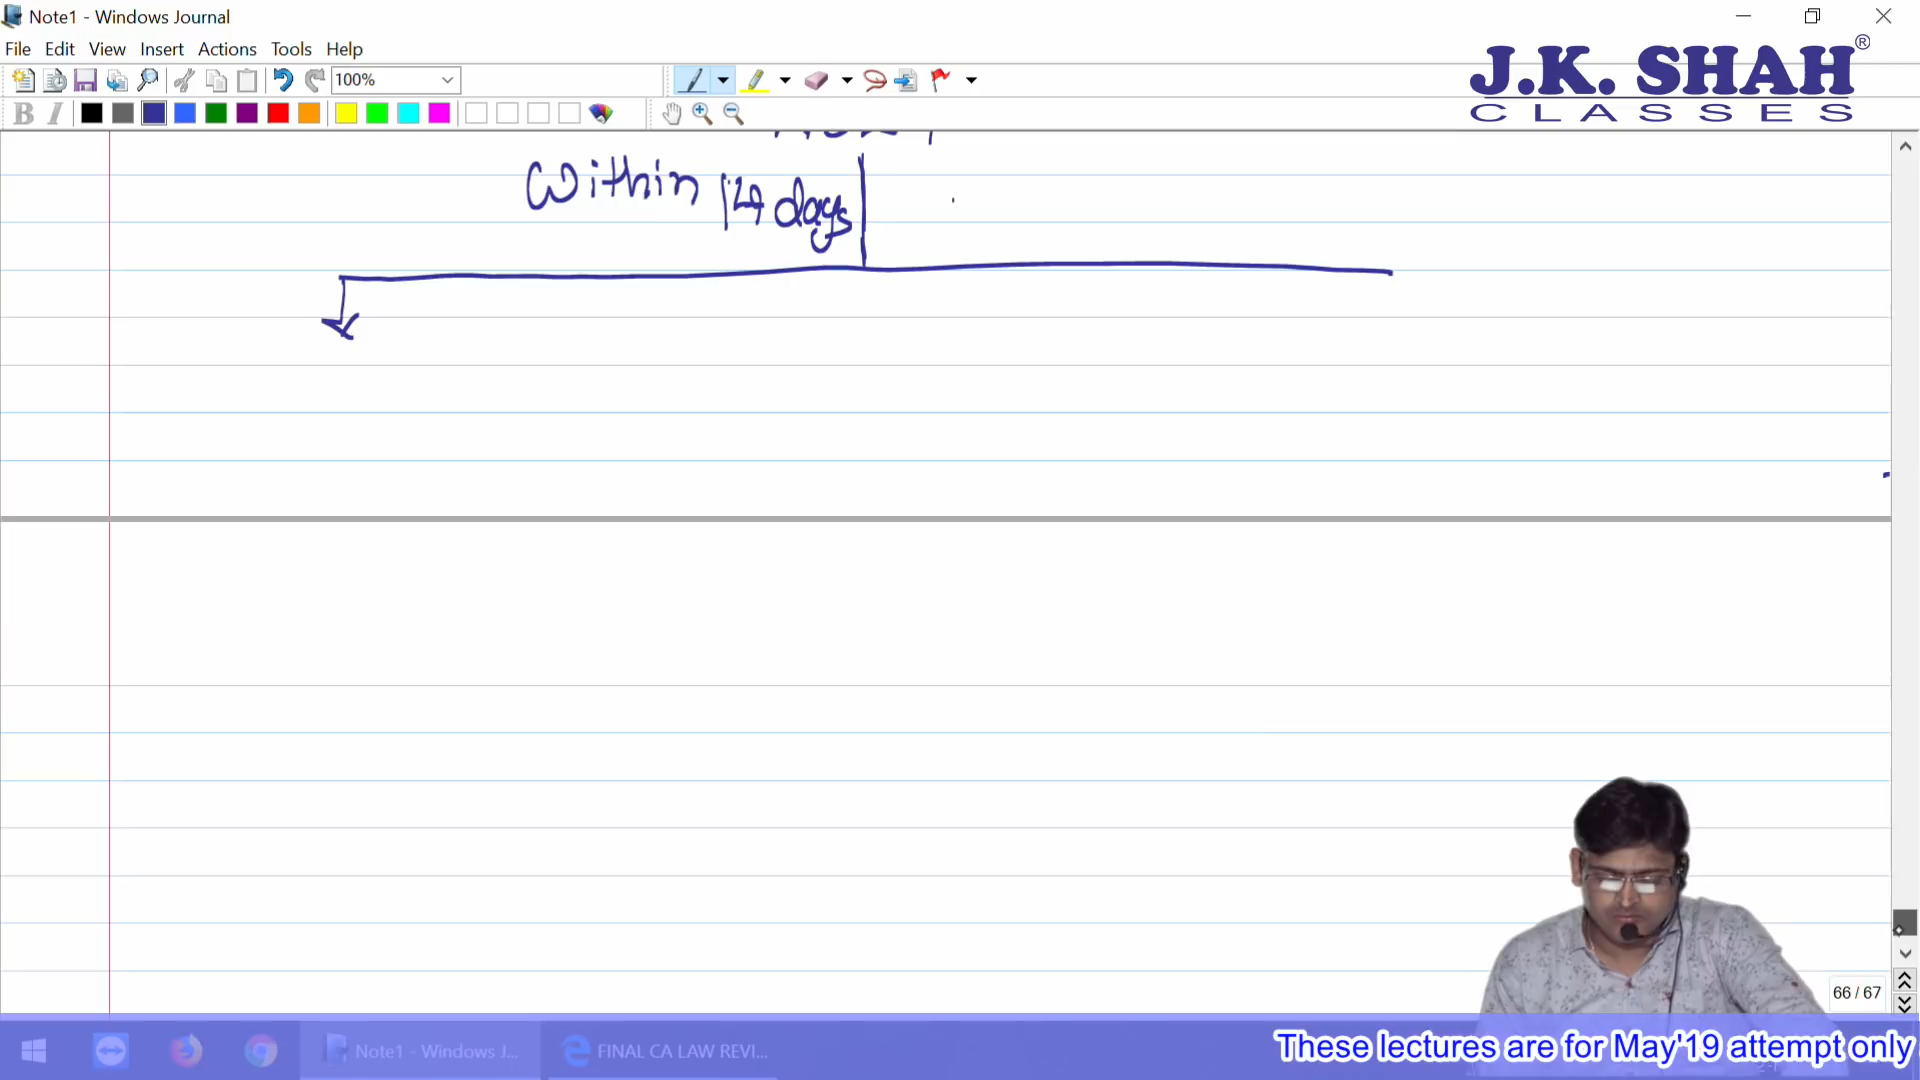 Note1 - Windows Journal
File Edit View Insert Actions Tools Help
100%
B I
J.K. SHAH®
CLASSES
Within 14 days
66 / 67
Note1 - Windows J...
FINAL CA LAW REVI...
These lectures are for May'19 attempt only